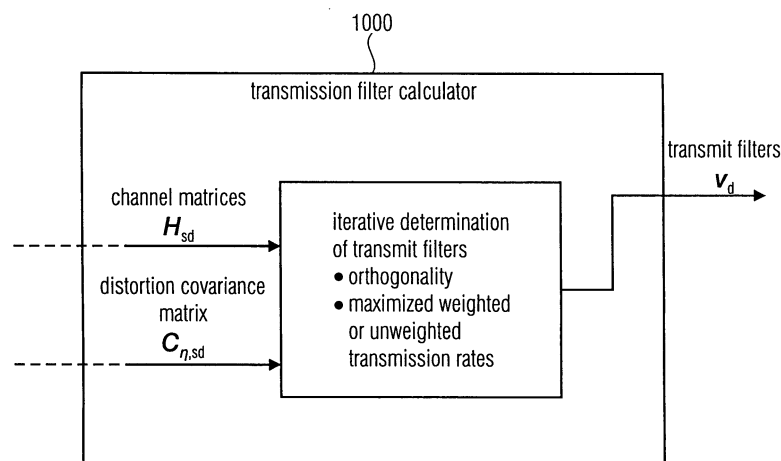 1000
transmission filter calculator
transmit filters
v_d
channel matrices
H_sd
distortion covariance
matrix
C_η,sd
iterative determination
of transmit filters
● orthogonality
● maximized weighted
or unweighted
transmission rates